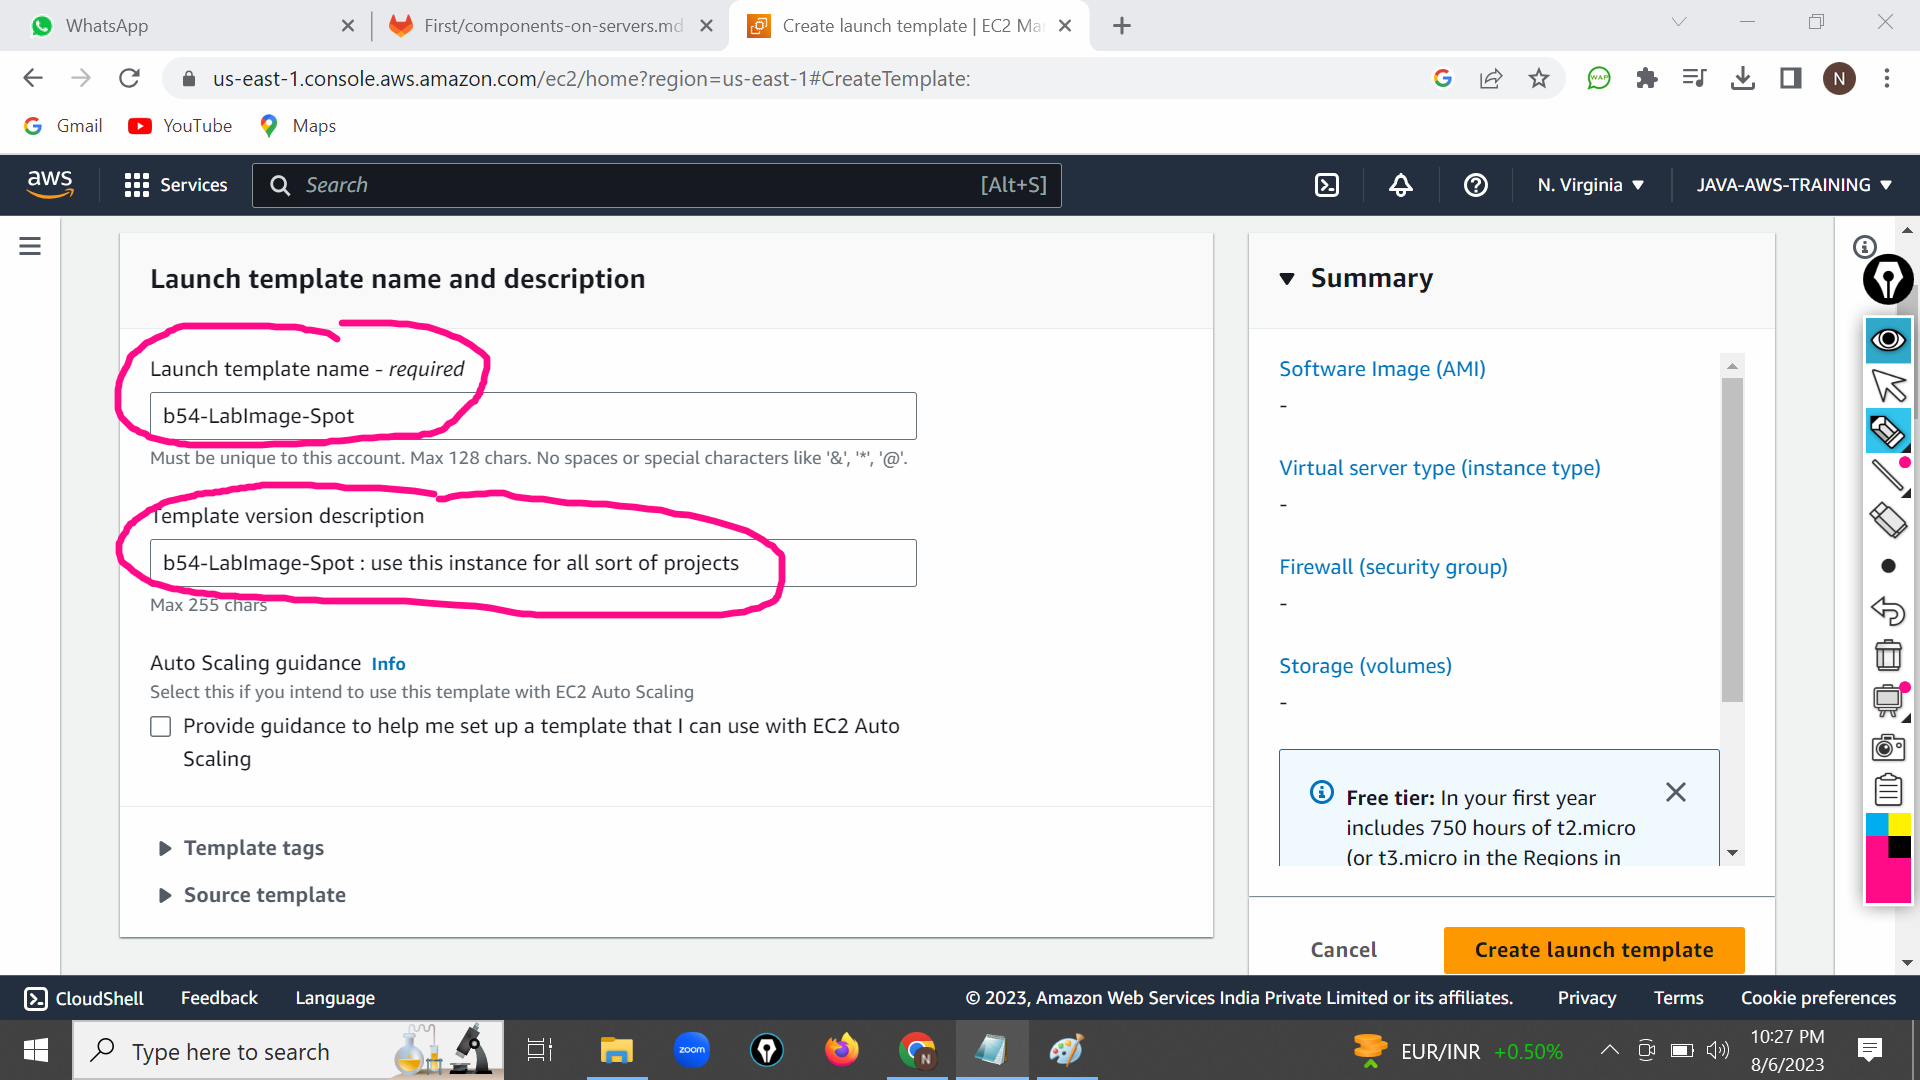 WhatsApp
First/components-on-servers.md
Create launch template | EC2 Mar
us-east-1.console.aws.amazon.com/ec2/home?region=us-east-1#CreateTemplate:
WAP
N
Gmail
YouTube
Maps
aws
Services
Search
[Alt+S]
N. Virginia
JAVA-AWS-TRAINING
Launch template name and description
Launch template name - required
b54-LabImage-Spot
Must be unique to this account. Max 128 chars. No spaces or special characters like '&', '*', '@'.
Template version description
b54-LabImage-Spot : use this instance for all sort of projects
Max 255 chars
Auto Scaling guidance Info
Select this if you intend to use this template with EC2 Auto Scaling
Provide guidance to help me set up a template that I can use with EC2 Auto
Scaling
Template tags
Source template
Summary
Software Image (AMI)
-
Virtual server type (instance type)
-
Firewall (security group)
-
Storage (volumes)
-
Free tier: In your first year
includes 750 hours of t2.micro
(or t3.micro in the Regions in
Cancel
Create launch template
CloudShell
Feedback
Language
© 2023, Amazon Web Services India Private Limited or its affiliates.
Privacy
Terms
Cookie preferences
Type here to search
zoom
N
EUR/INR +0.50%
10:27 PM
8/6/2023